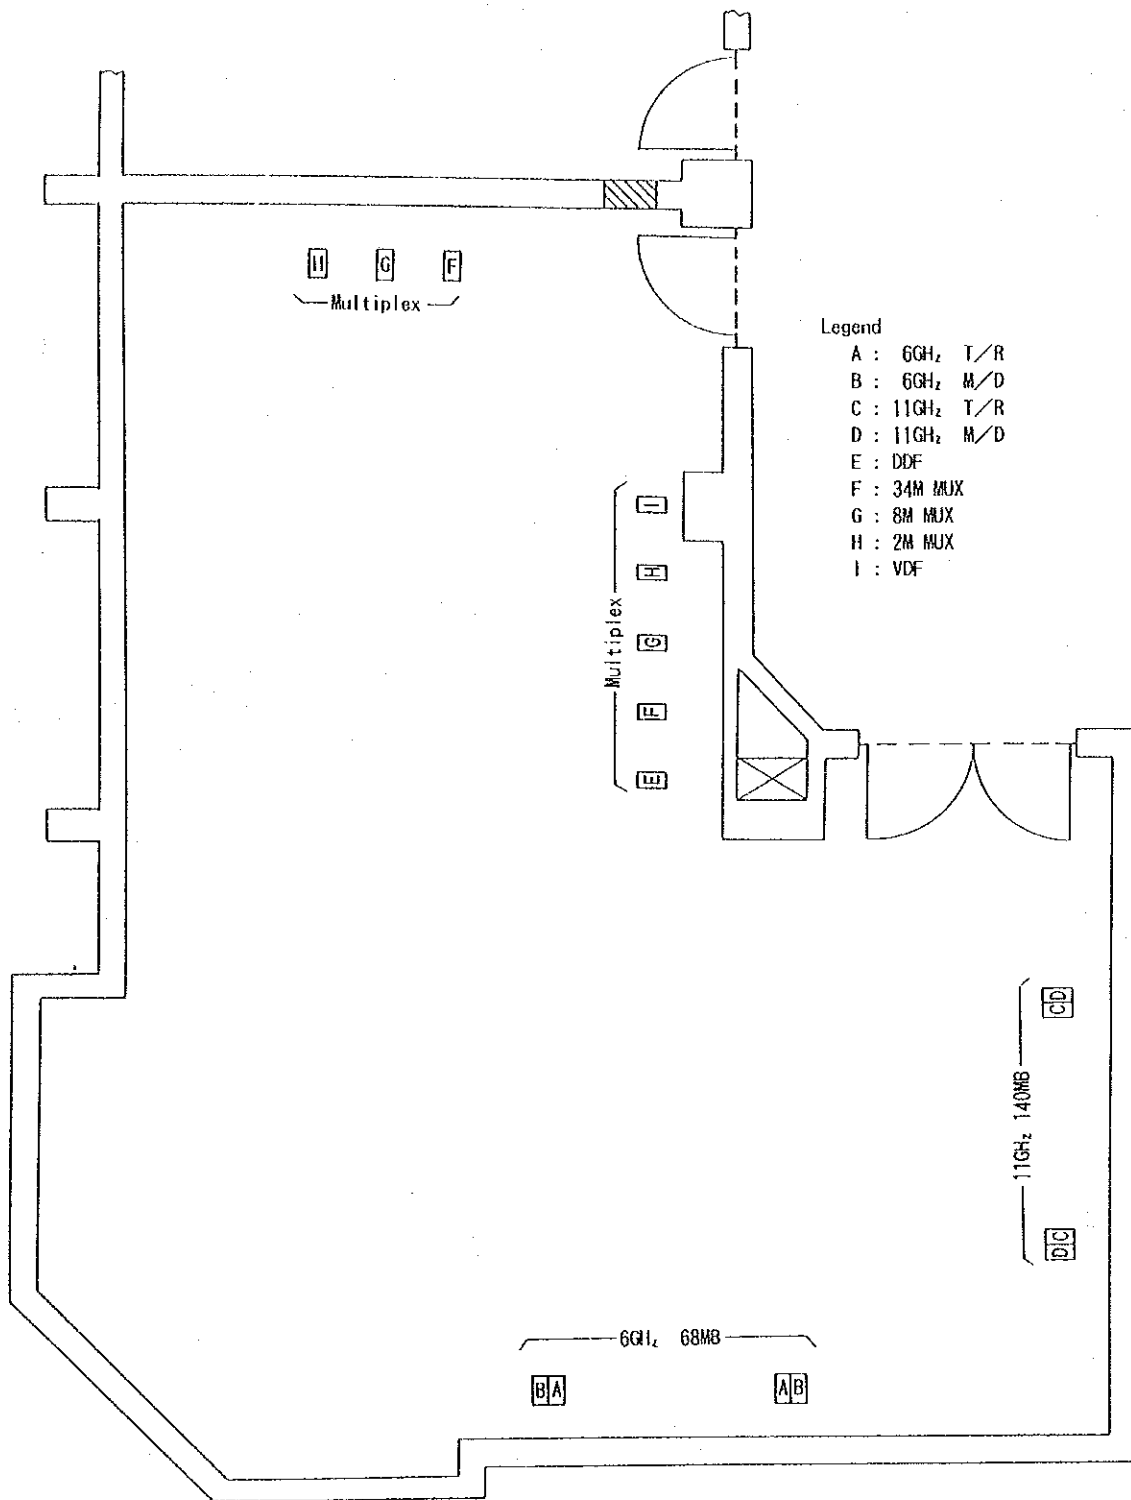 H G F
Multiplex
Legend
A : 6GHz T/R
B : 6GHz M/D
C : 11GHz T/R
D : 11GHz M/D
E : DDF
F : 34M MUX
G : 8M MUX
H : 2M MUX
I : VDF
I
H
G
F
E
Multiplex
C D
11GHz 140MB
D C
6GHz 68MB
B A A B